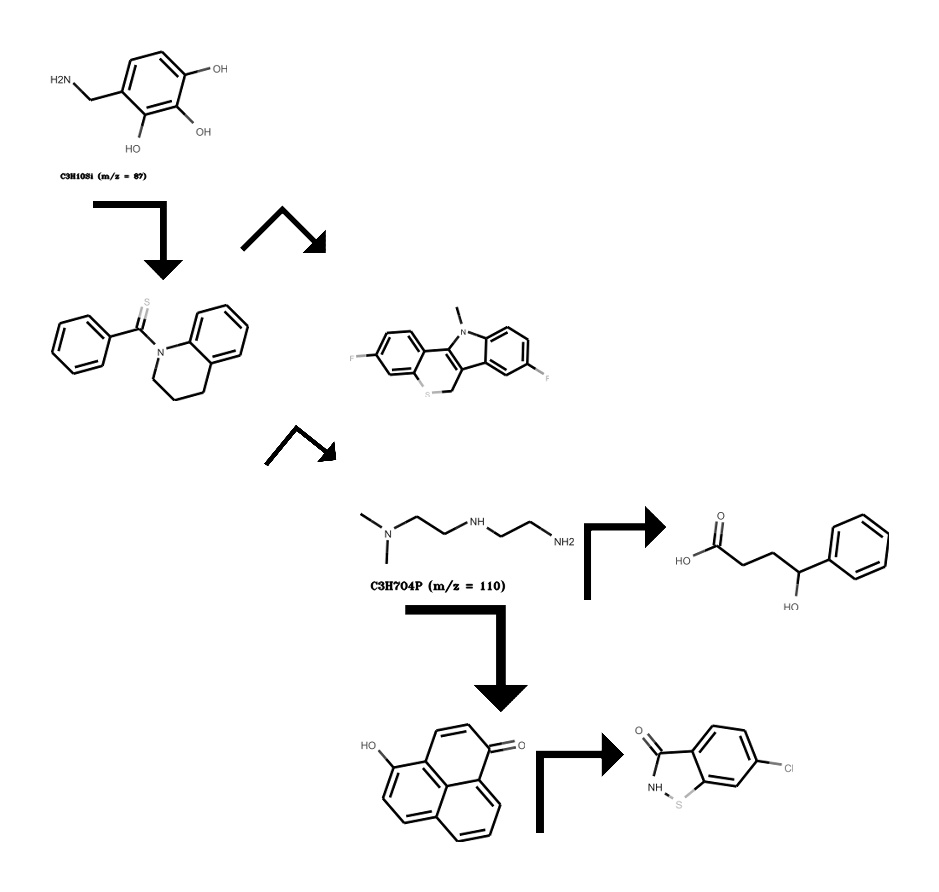 OH
H2N
OH
HO
C3H10Si (m/z = 87)
S
N
N
F
F
S
NH
N
NH2
O
HO
HO
C3H7O4P (m/z = 110)
HO
O
O
Cl
NH
S